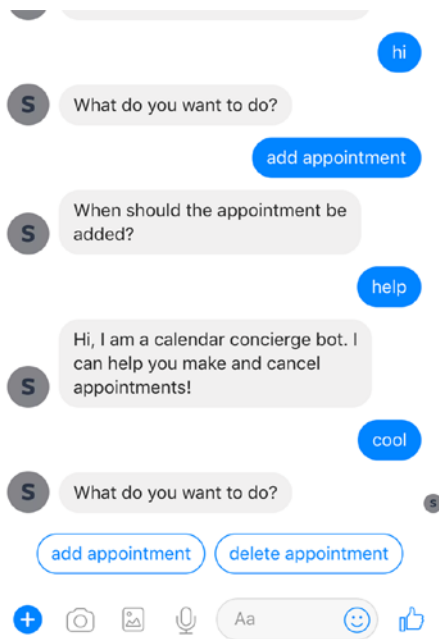 hi
S
What do you want to do?
add appointment
When should the appointment be
added?
S
help
Hi, I am a calendar concierge bot. I
can help you make and cancel
appointments!
S
cool
S
What do you want to do?
S
add appointment
delete appointment
Aa